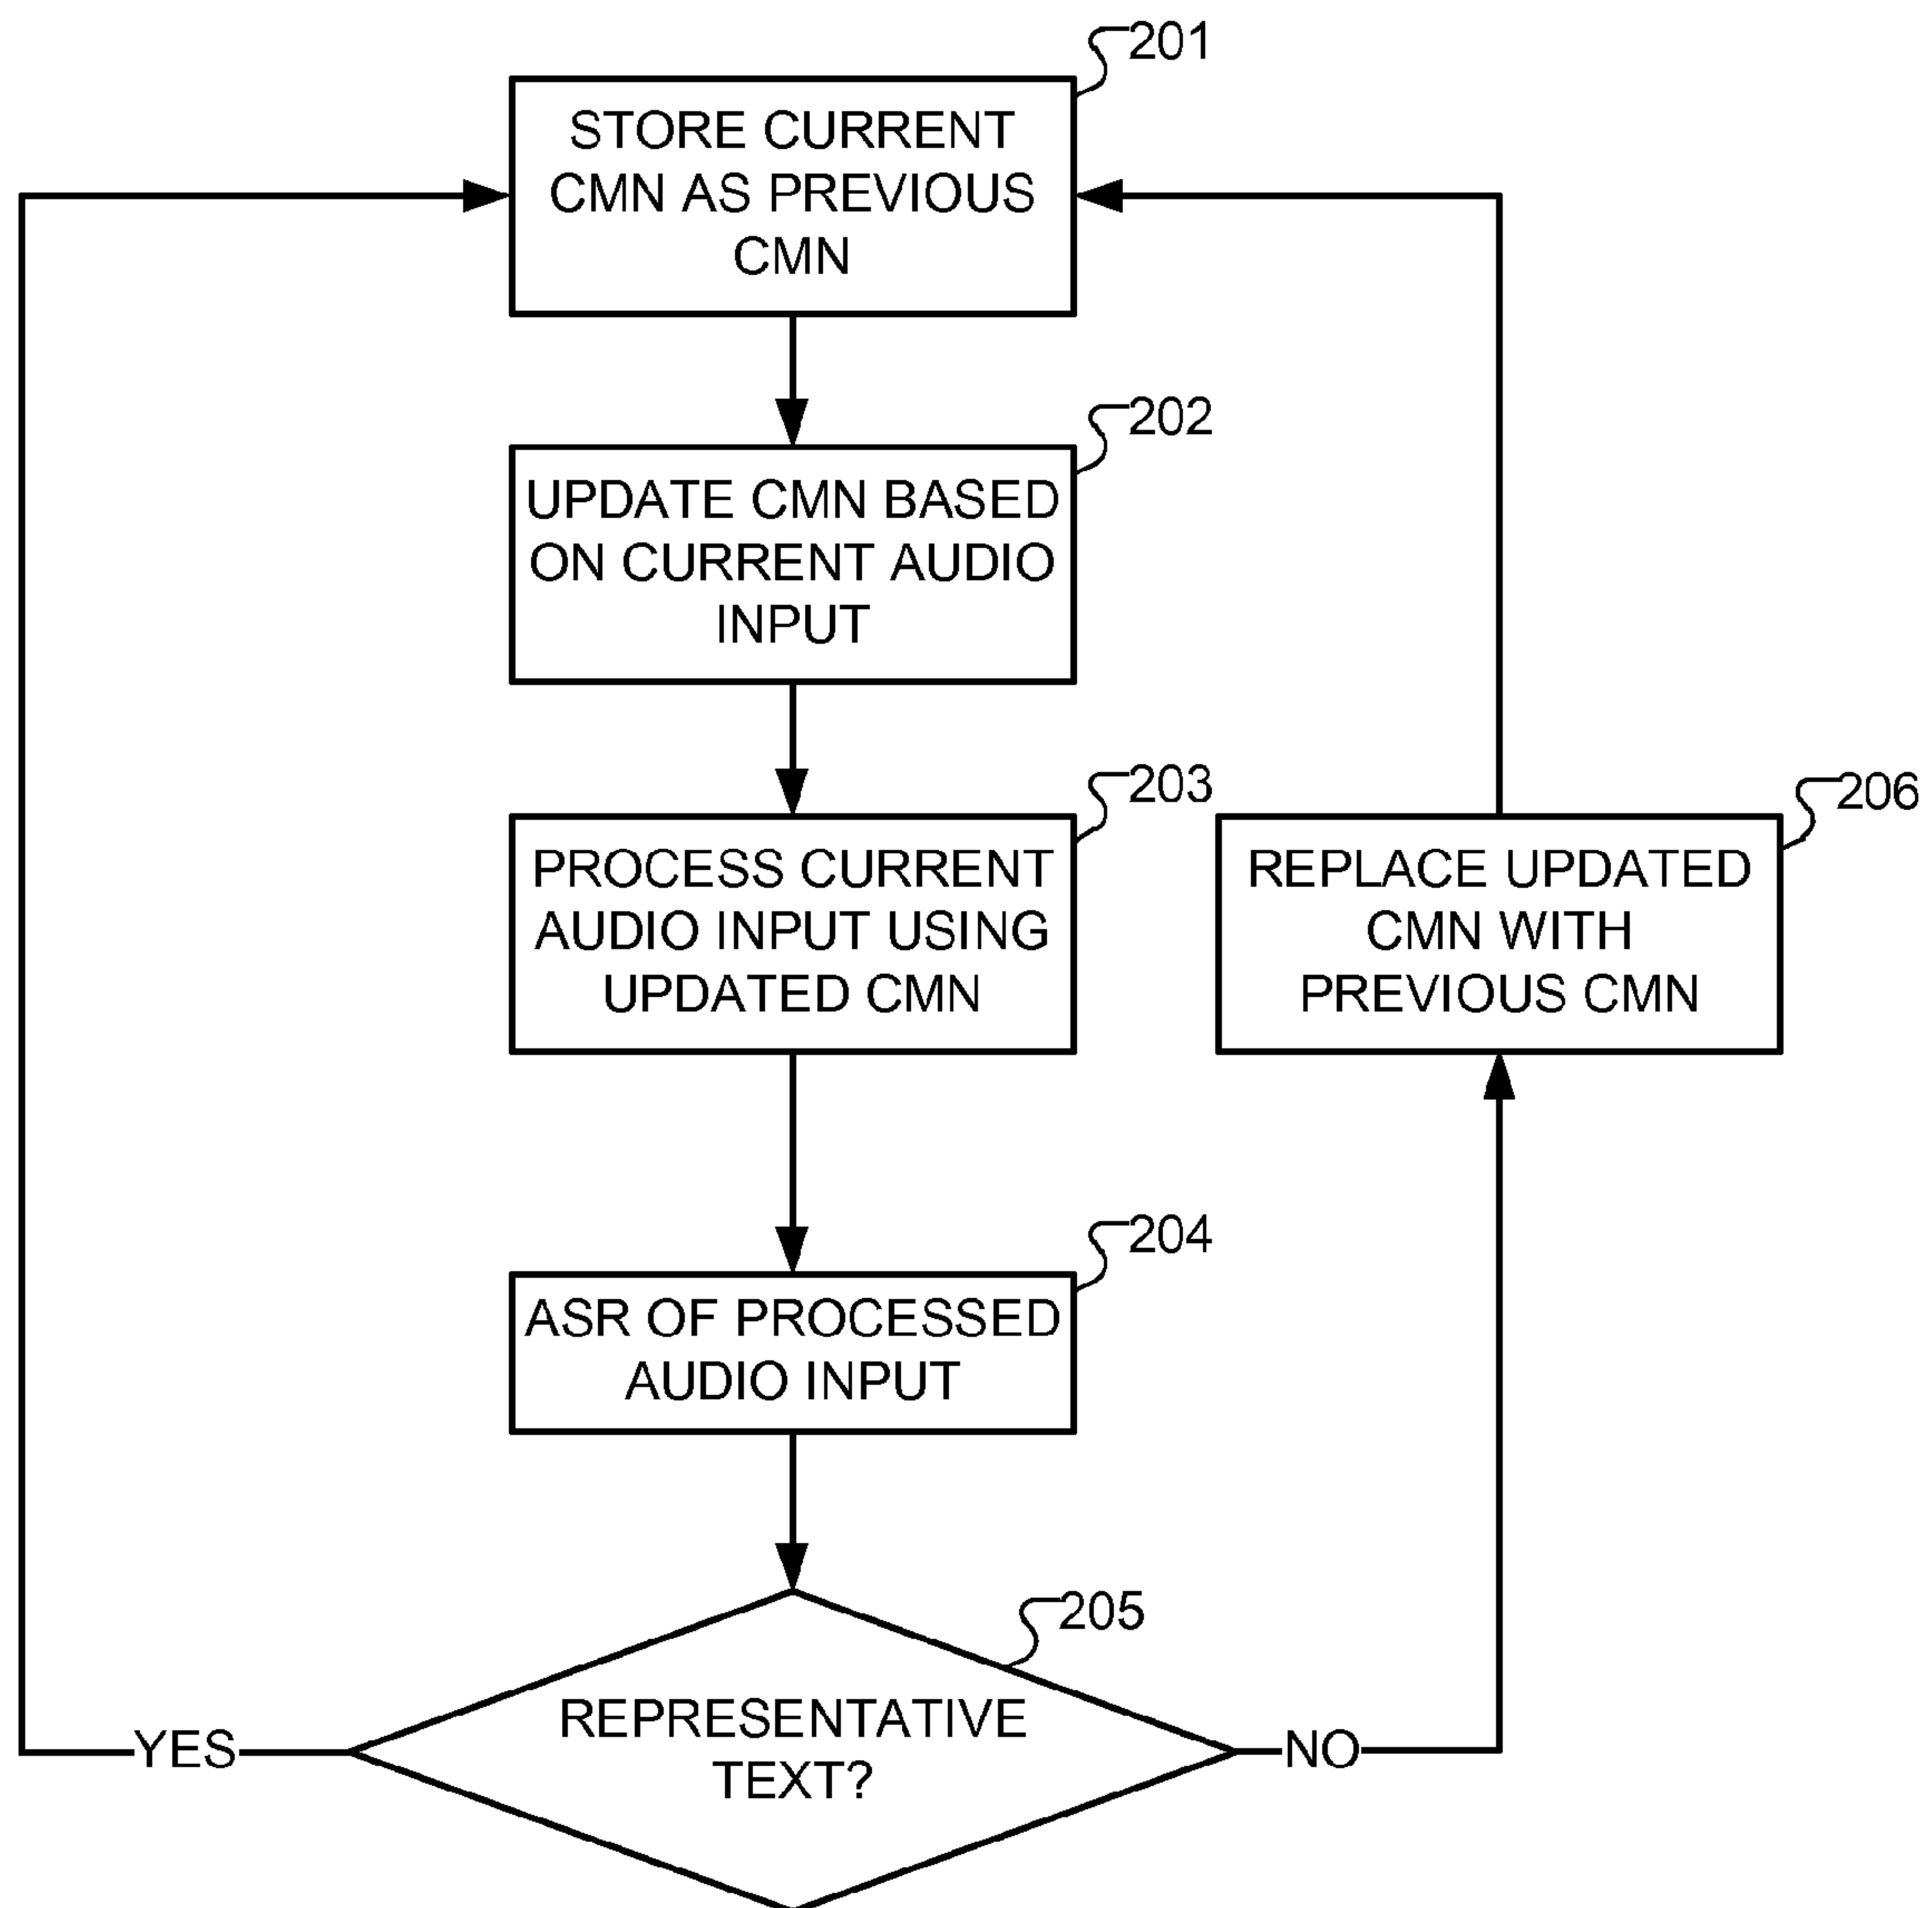 201
STORE CURRENT
CMN AS PREVIOUS
CMN
202
UPDATE CMN BASED
ON CURRENT AUDIO
INPUT
203
PROCESS CURRENT
AUDIO INPUT USING
UPDATED CMN
206
REPLACE UPDATED
CMN WITH
PREVIOUS CMN
204
ASR OF PROCESSED
AUDIO INPUT
205
REPRESENTATIVE
TEXT?
YES
NO